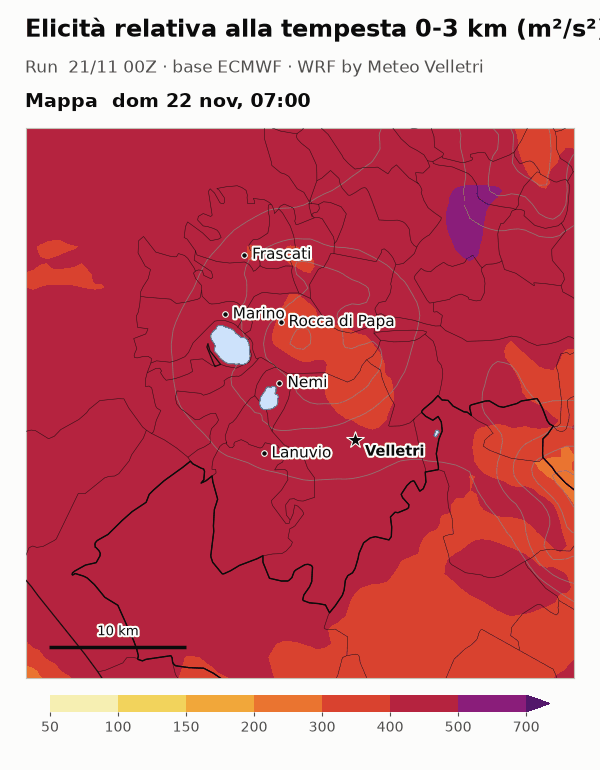 Elicità relativa alla tempesta 0-3 km (m²/s²)
Run  21/11 00Z · base ECMWF · WRF by Meteo Velletri
Mappa  dom 22 nov, 07:00
Frascati
Marino
Rocca di Papa
Nemi
Velletri
Lanuvio
10 km
50 100 150 200 300 400 500 700